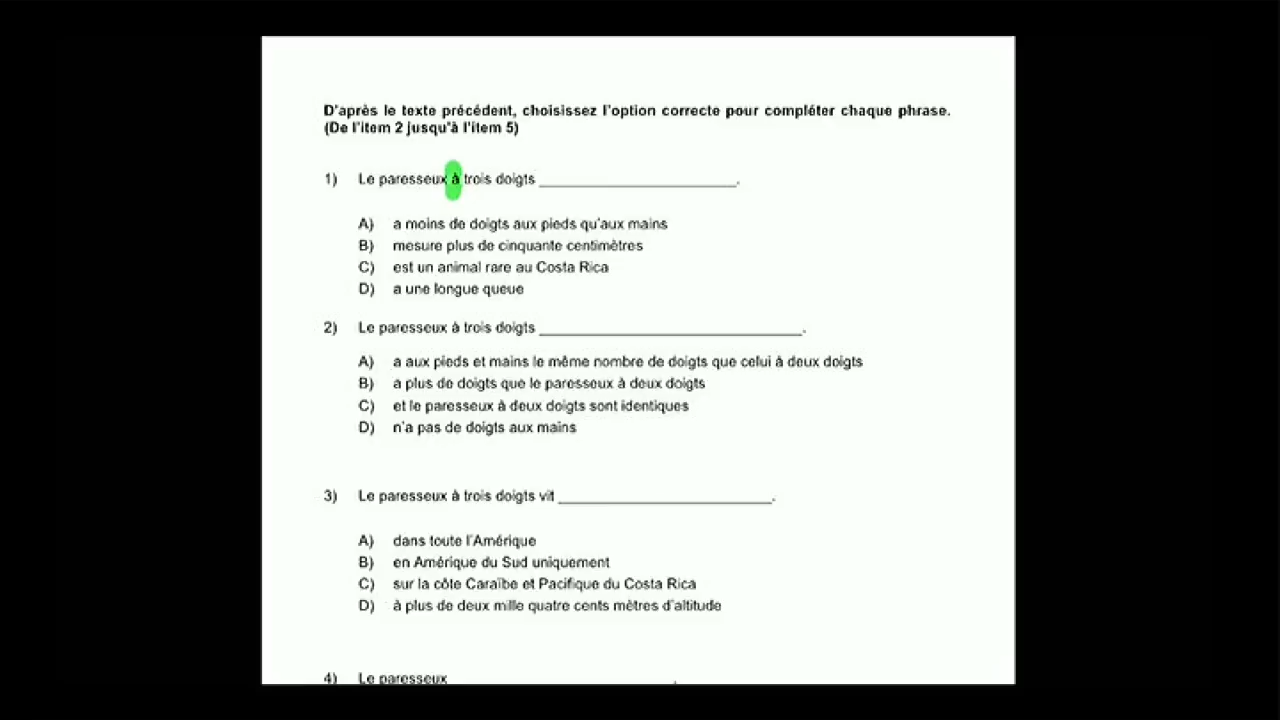 D'après le texte précédent, choisissez l'option correcte pour compléter chaque phrase.
(De l'item 2 jusqu'à l'item 5)
1) Le paresseux à trois doigts ________________________.
A) a moins de doigts aux pieds qu'aux mains
B) mesure plus de cinquante centimètres
C) est un animal rare au Costa Rica
D) a une longue queue
2) Le paresseux à trois doigts ________________________________.
A) a aux pieds et mains le même nombre de doigts que celui à deux doigts
B) a plus de doigts que le paresseux à deux doigts
C) et le paresseux à deux doigts sont identiques
D) n'a pas de doigts aux mains
3) Le paresseux à trois doigts vit __________________________.
A) dans toute l'Amérique
B) en Amérique du Sud uniquement
C) sur la côte Caraïbe et Pacifique du Costa Rica
D) à plus de deux mille quatre cents mètres d'altitude
4) Le paresseux .